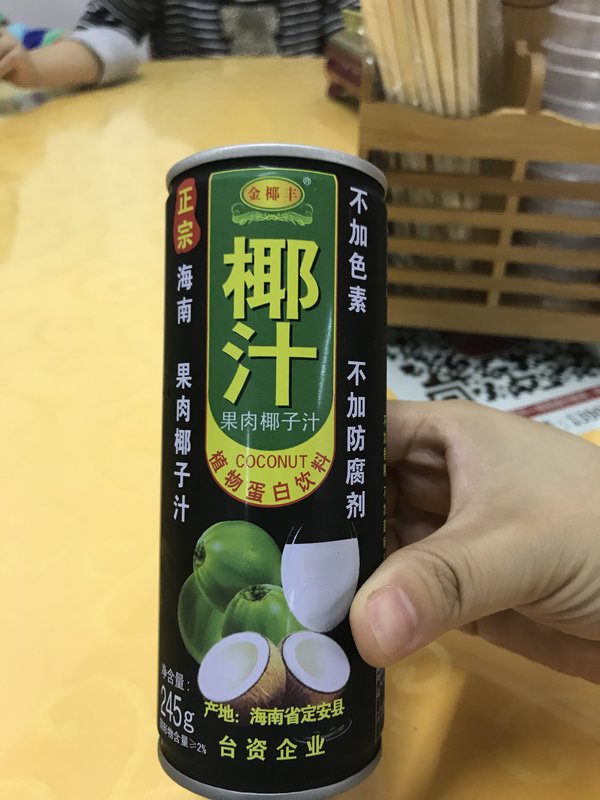 金椰丰
®
正宗
海南 果肉椰子汁
椰汁
果肉椰子汁
COCONUT
植物蛋白饮料
不加色素 不加防腐剂
净含量:
245g
产地: 海南省定安县
台资企业